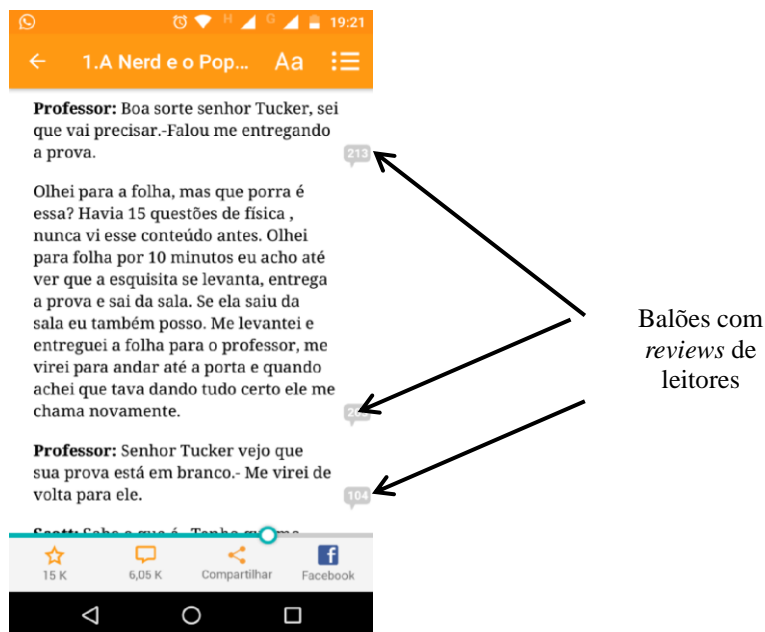 H G 19:21
1.A Nerd e o Pop... Aa
Professor: Boa sorte senhor Tucker, sei
que vai precisar.-Falou me entregando
a prova.
213
Olhei para a folha, mas que porra é
essa? Havia 15 questões de física ,
nunca vi esse conteúdo antes. Olhei
para folha por 10 minutos eu acho até
ver que a esquisita se levanta, entrega
a prova e sai da sala. Se ela saiu da
sala eu também posso. Me levantei e
entreguei a folha para o professor, me
virei para andar até a porta e quando
achei que tava dando tudo certo ele me
chama novamente.
Professor: Senhor Tucker vejo que
sua prova está em branco.- Me virei de
volta para ele.
104
15 K 6,05 K Compartilhar Facebook
Balões com
reviews de
leitores